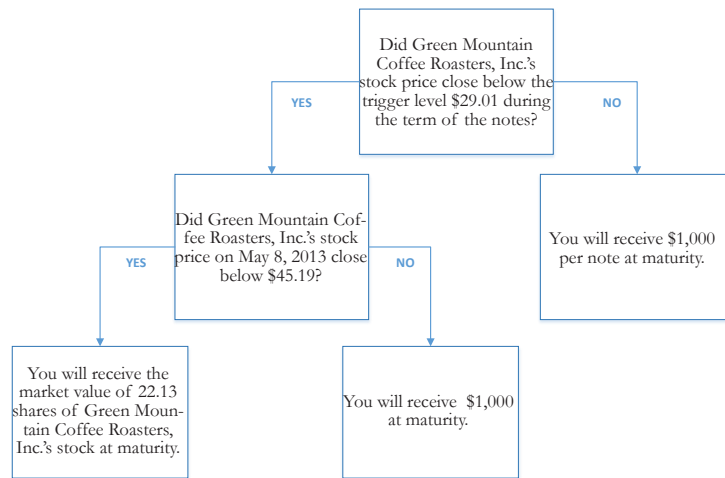 Did Green Mountain
Coffee Roasters, Inc.'s
stock price close below the
trigger level $29.01 during
the term of the notes?
YES
NO
Did Green Mountain Cof-
fee Roasters, Inc.'s stock
price on May 8, 2013 close
below $45.19?
You will receive $1,000
per note at maturity.
YES
NO
You will receive the
market value of 22.13
shares of Green Moun-
tain Coffee Roasters,
Inc.'s stock at maturity.
You will receive $1,000
at maturity.